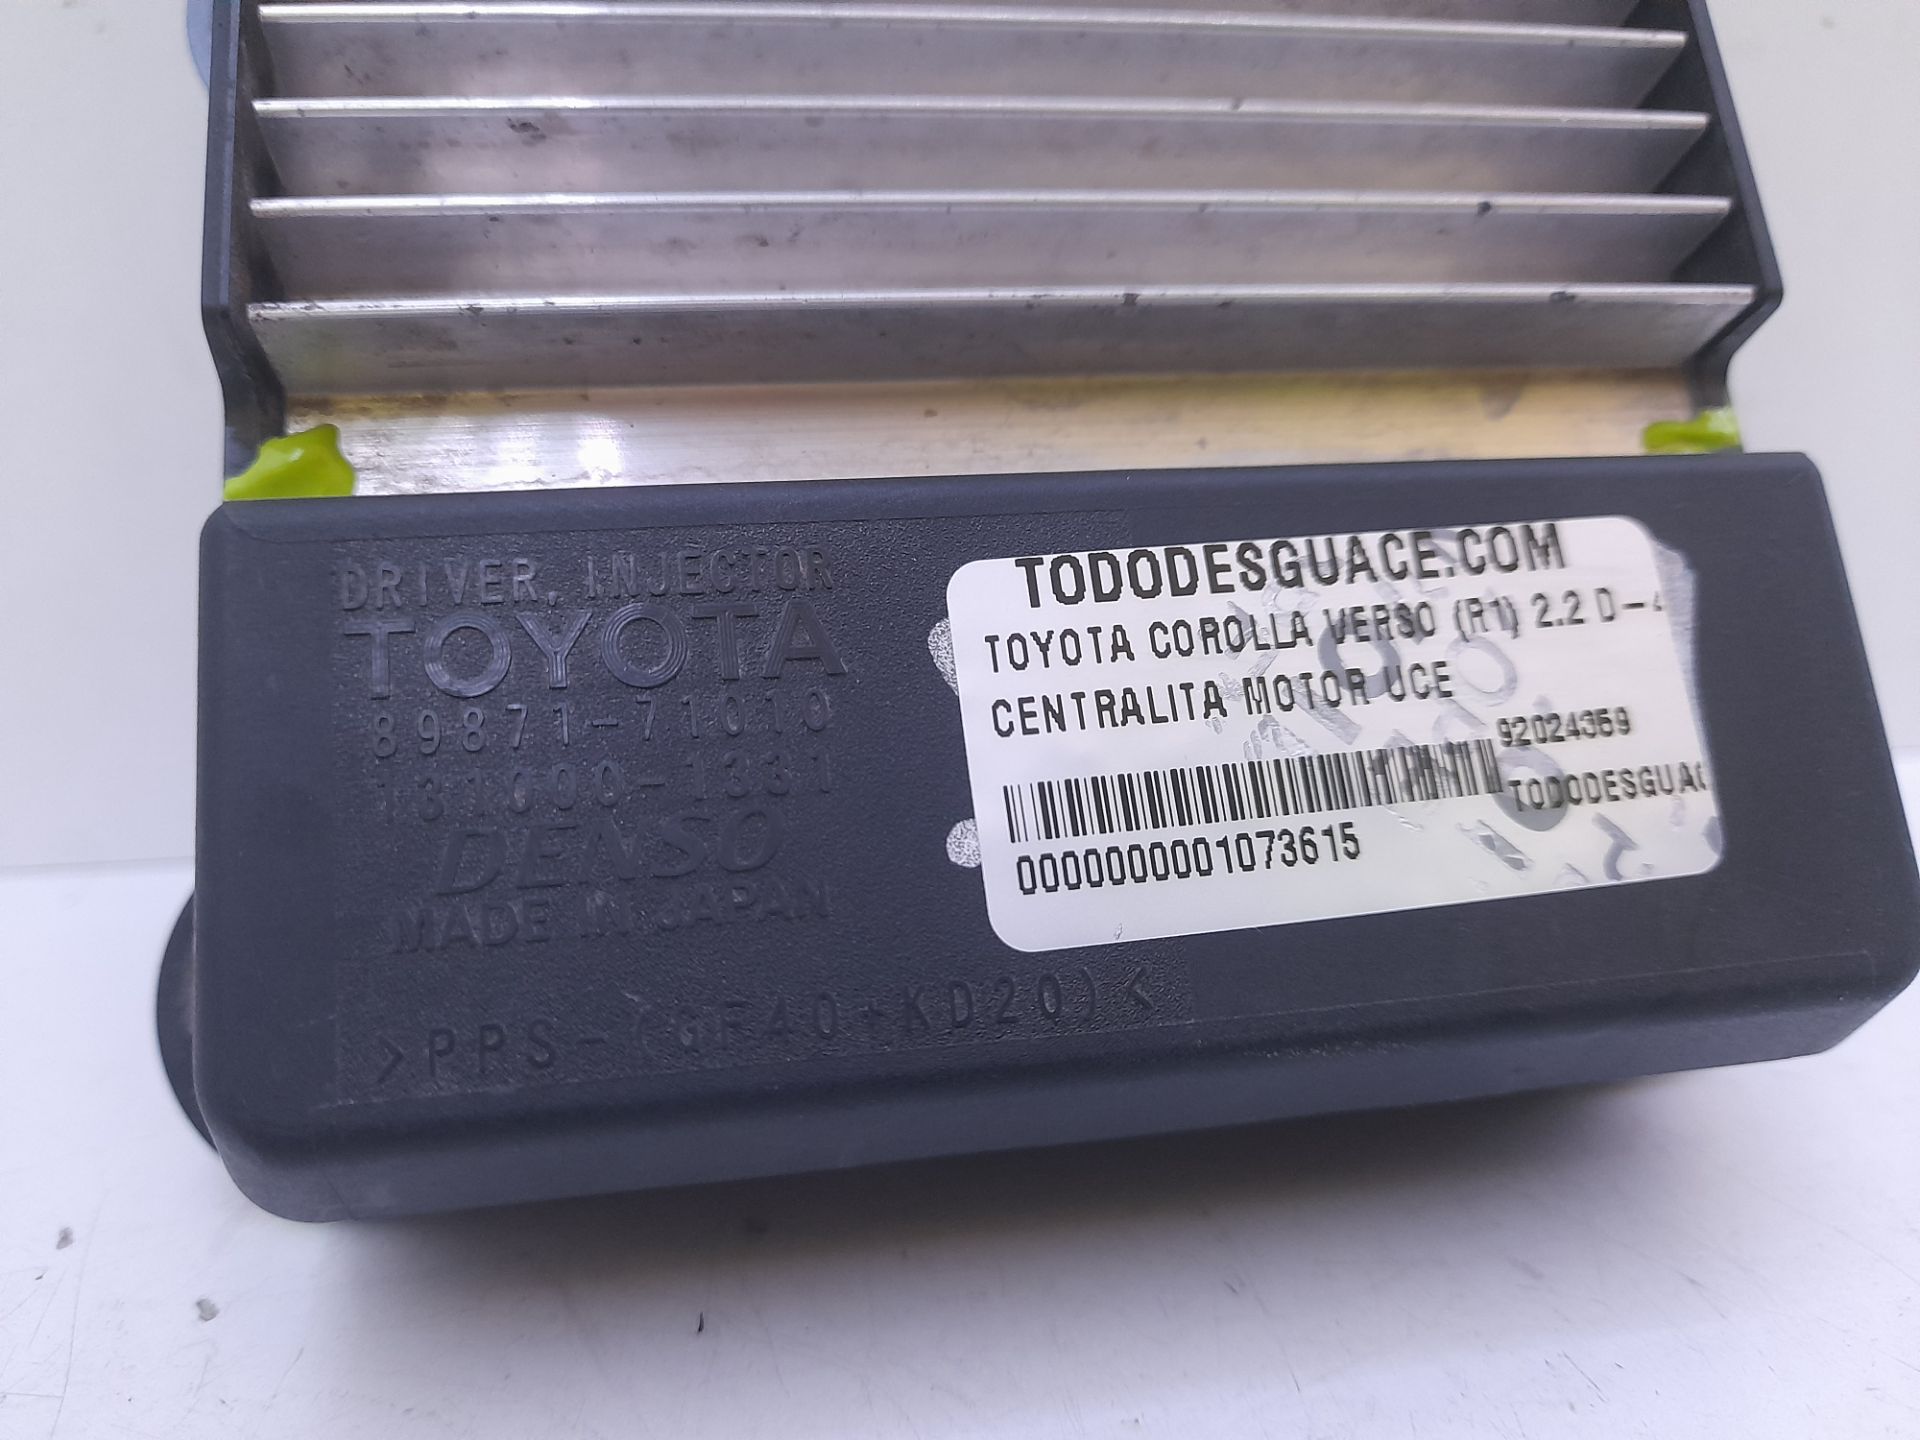 DRIVER, INJECTOR
TOYOTA
89871-71010
131000-1331
DENSO
MADE IN JAPAN
>PPS-(GF40+KD20)<
TODODESGUACE.COM
TOYOTA COROLLA VERSO (R1) 2.2 D-4
CENTRALITA MOTOR UCE
92024359
TODODESGUAC
0000000001073615